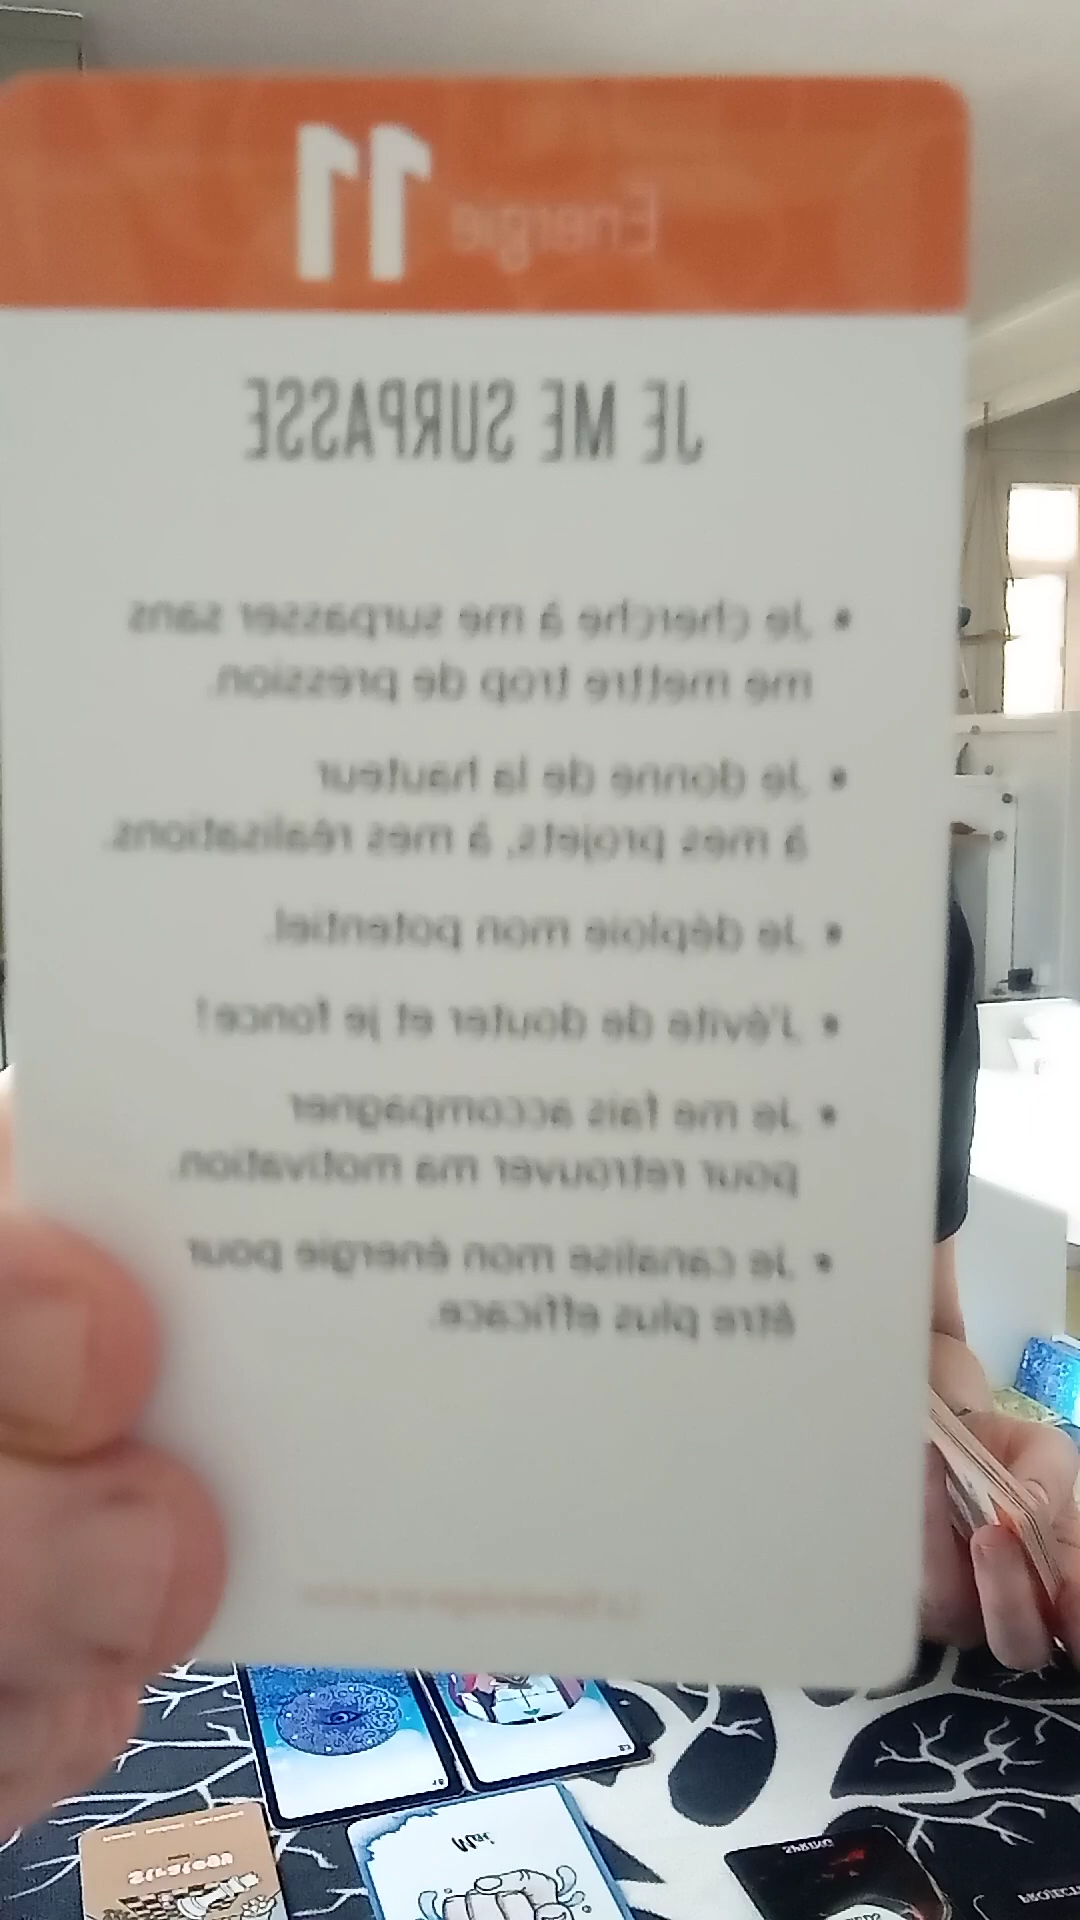 Énergie 11
JE ME SURPASSE
• Je cherche à me surpasser sans
me mettre trop de pression.
• Je donne de la hauteur
à mes projets, à mes réalisations.
• Je déploie mon potentiel.
• J'évite de douter et je fonce !
• Je me fais accompagner
pour retrouver ma motivation.
• Je canalise mon énergie pour
être plus efficace.